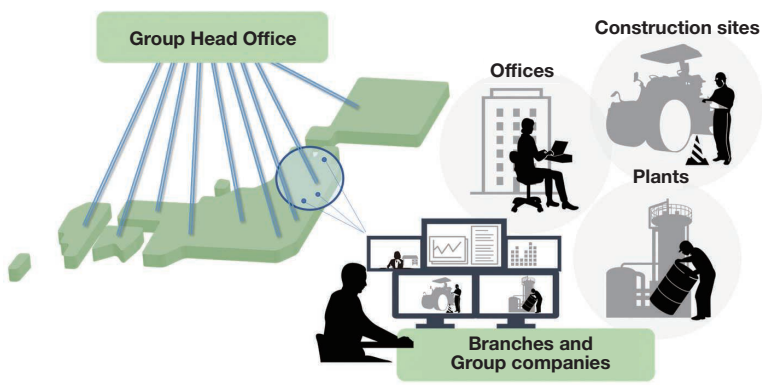 Group Head Office
Construction sites
Offices
Plants
Branches and
Group companies